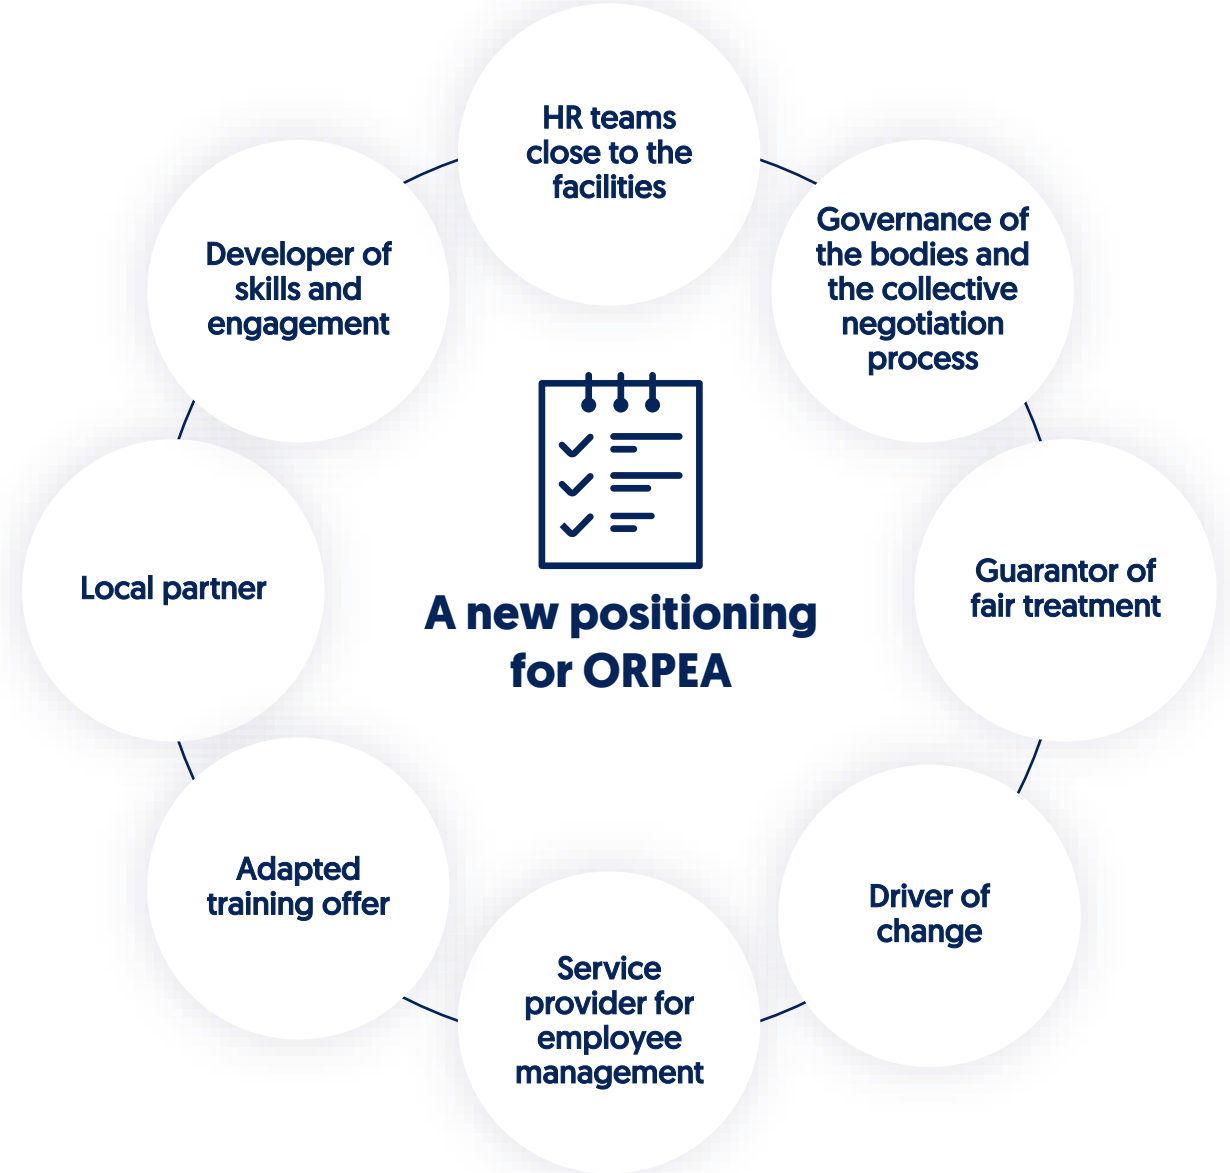 HR teams
close to the
facilities
Governance of
the bodies and
the collective
negotiation
process
Guarantor of
fair treatment
Driver of
change
Service
provider for
employee
management
Adapted
training offer
Local partner
Developer of
skills and
engagement
A new positioning
for ORPEA